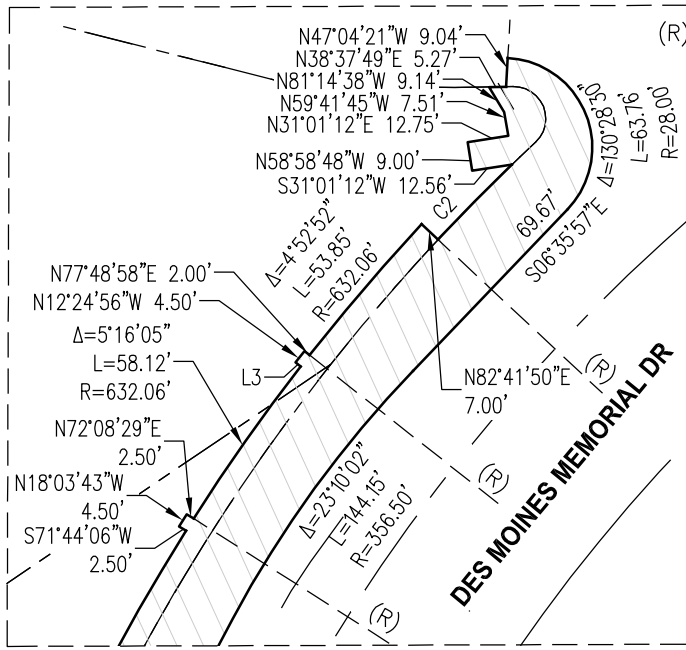 N47°04'21"W 9.04'
(R)
N38°37'49"E 5.27'
N81°14'38"W 9.14'
N59°41'45"W 7.51'
N31°01'12"E 12.75'
N58°58'48"W 9.00'
S31°01'12"W 12.56'
Δ=130°28'30"
L=63.76'
R=28.00'
C2
69.67'
S06°35'57"E
Δ=4°52'52"
L=53.85'
R=632.06'
N77°48'58"E 2.00'
N12°24'56"W 4.50'
Δ=5°16'05"
L=58.12'
R=632.06'
L3
N82°41'50"E
7.00'
(R)
N72°08'29"E
2.50'
N18°03'43"W
4.50'
S71°44'06"W
2.50'
Δ=23°10'02"
L=144.15'
R=356.50'
(R)
(R)
DES MOINES MEMORIAL DR